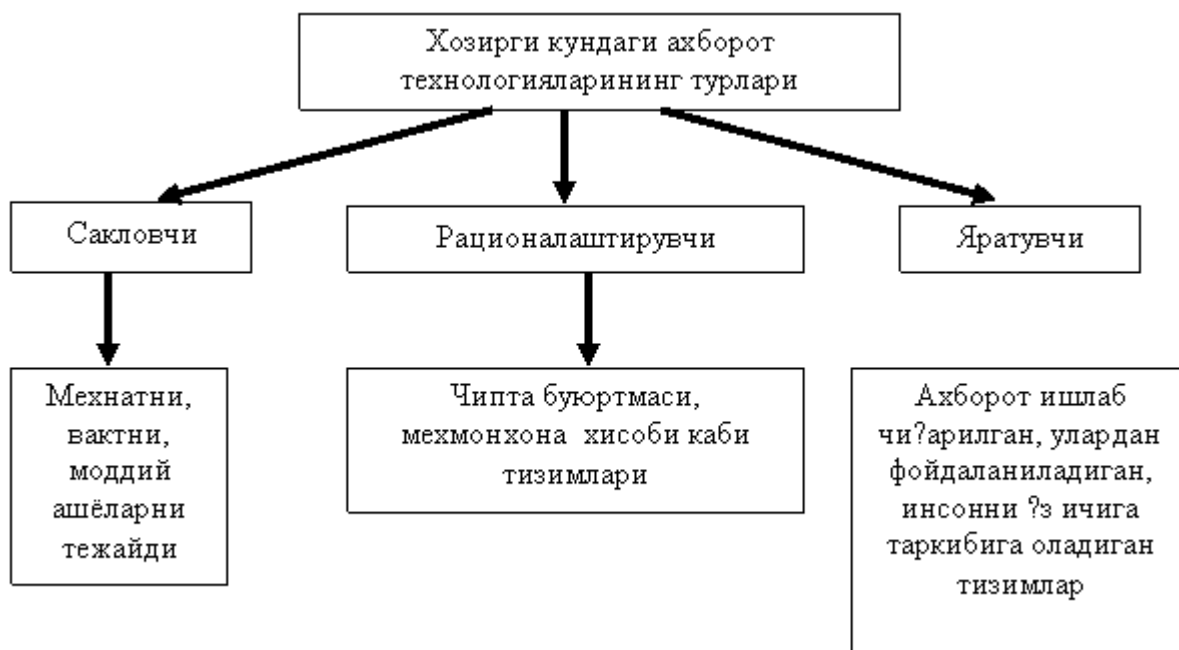 Хозирги кундаги ахборот
технологияларининг турлари
Сакловчи
Рационалаштирувчи
Яратувчи
Мехнатни,
вактни,
моддий
ашёларни
тежайди
Чипта буюртмаси,
мехмонхона хисоби каби
тизимлари
Ахборот ишлаб
чи?арилган, улардан
фойдаланиладиган,
инсонни ?з ичига
таркибига оладиган
тизимлар